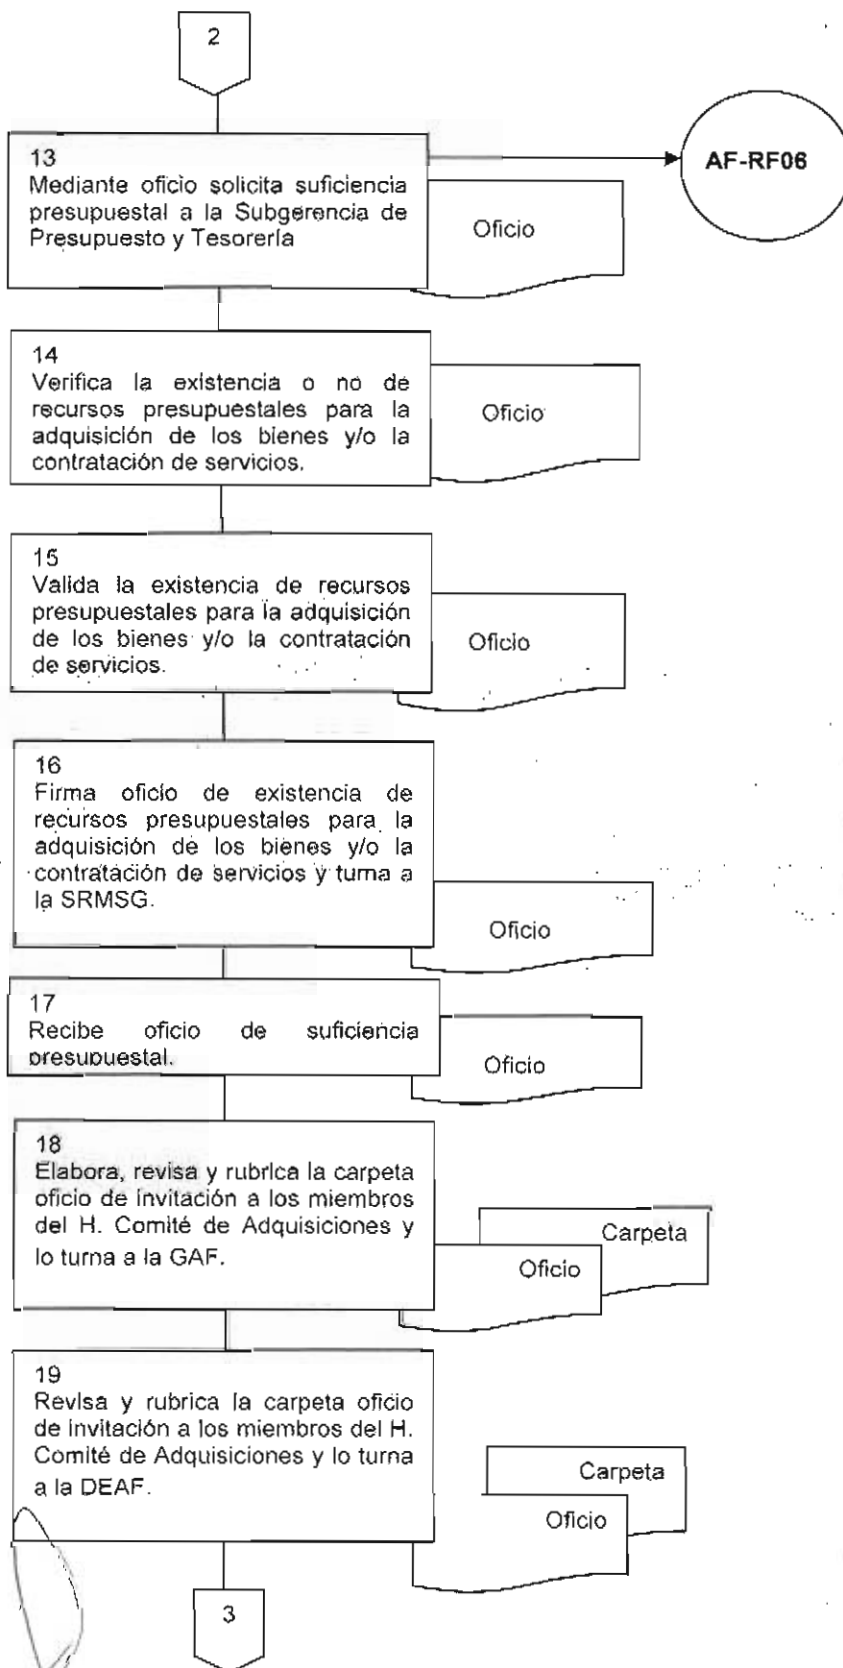 2
13
Mediante oficio solicita suficiencia
presupuestal a la Subgerencia de
Presupuesto y Tesorería
AF-RF06
Oficio
14
Verifica la existencia o no de
recursos presupuestales para la
adquisición de los bienes y/o la
contratación de servicios.
Oficio
15
Valida la existencia de recursos
presupuestales para la adquisición
de los bienes y/o la contratación
de servicios.
Oficio
16
Firma oficio de existencia de
recursos presupuestales para la
adquisición de los bienes y/o la
contratación de servicios y turna a
la SRMSG.
Oficio
17
Recibe oficio de suficiencia
presupuestal.
Oficio
18
Elabora, revisa y rubrica la carpeta
oficio de invitación a los miembros
del H. Comité de Adquisiciones y
lo turna a la GAF.
Carpeta
Oficio
19
Revisa y rubrica la carpeta oficio
de invitación a los miembros del H.
Comité de Adquisiciones y lo turna
a la DEAF.
Carpeta
Oficio
3